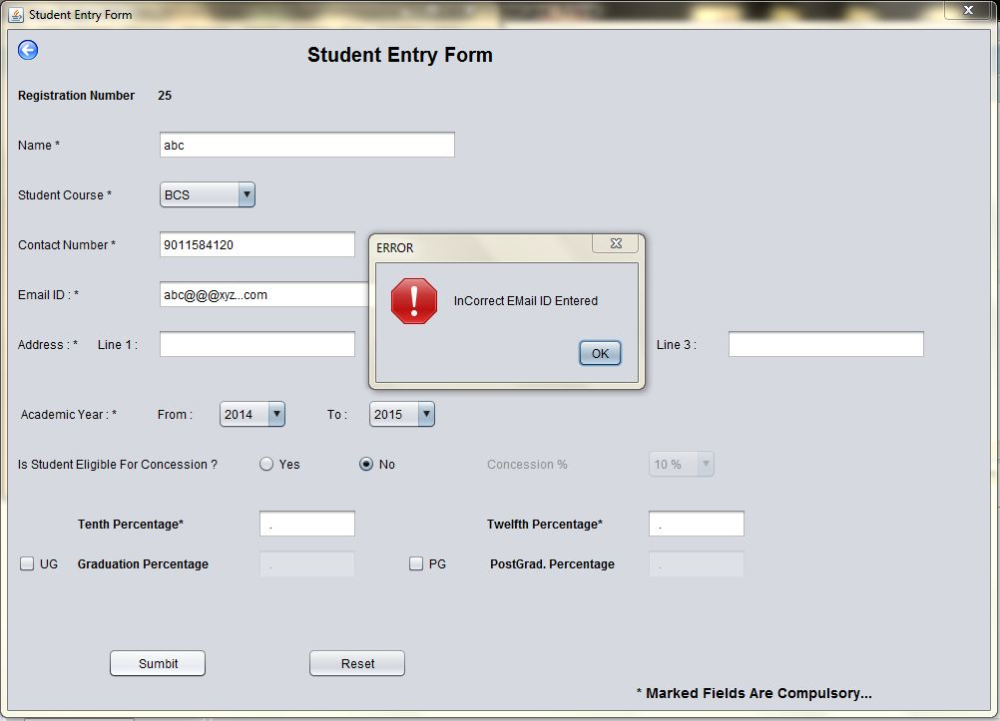 Student Entry Form
Student Entry Form
Registration Number 25
Name * abc
Student Course * BCS
Contact Number * 9011584120
ERROR
Email ID : * abc@@@xyz...com
InCorrect EMail ID Entered
OK
Address : * Line 1 : Line 3 :
Academic Year : * From : 2014 To : 2015
Is Student Eligible For Concession ? Yes No Concession % 10 %
Tenth Percentage* . Twelfth Percentage* .
UG Graduation Percentage . PG PostGrad. Percentage .
Sumbit Reset
* Marked Fields Are Compulsory...